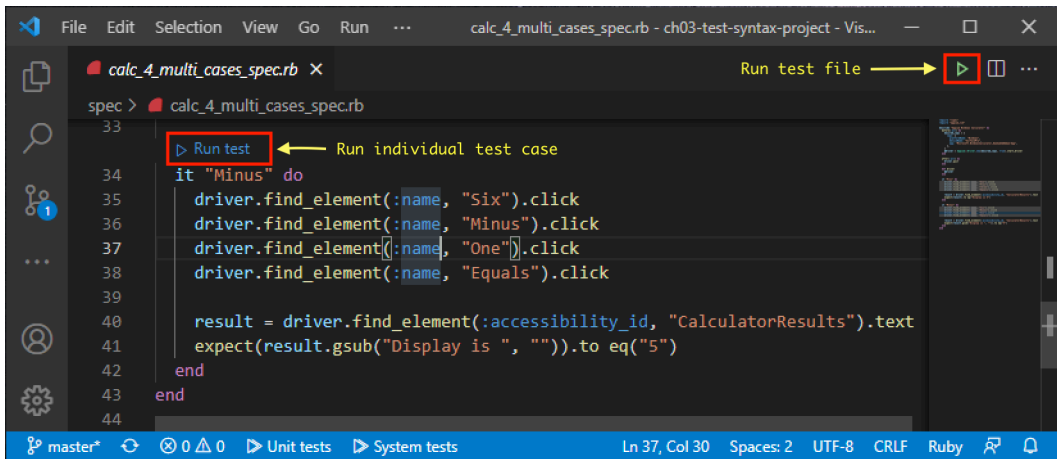 File Edit Selection View Go Run ··· calc_4_multi_cases_spec.rb - ch03-test-syntax-project - Vis...
calc_4_multi_cases_spec.rb
Run test file
spec > calc_4_multi_cases_spec.rb
33
Run test
Run individual test case
34 it "Minus" do
35 driver.find_element(:name, "Six").click
36 driver.find_element(:name, "Minus").click
37 driver.find_element(:name, "One").click
38 driver.find_element(:name, "Equals").click
39
40 result = driver.find_element(:accessibility_id, "CalculatorResults").text
41 expect(result.gsub("Display is ", "")).to eq("5")
42 end
43 end
44
1
master* 0 0 Unit tests System tests Ln 37, Col 30 Spaces: 2 UTF-8 CRLF Ruby